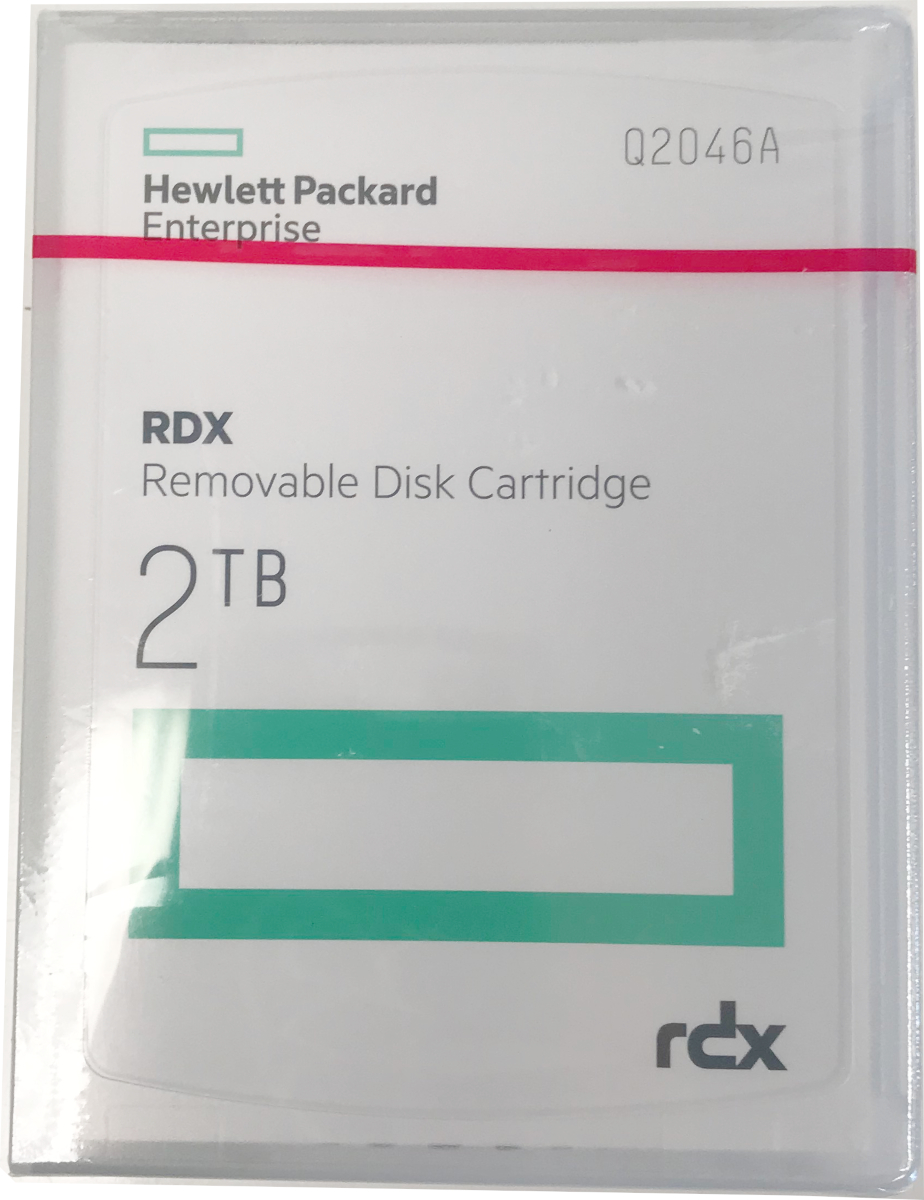 Q2046A
Hewlett Packard
Enterprise
RDX
Removable Disk Cartridge
2TB
rdx